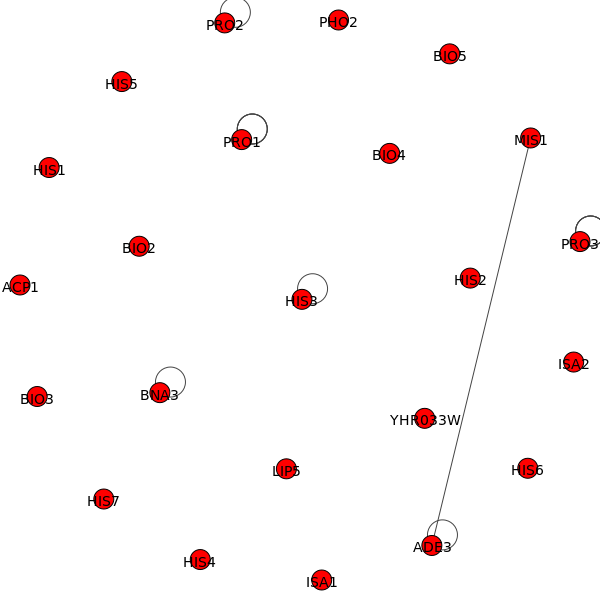 PRO2
PHO2
BIO5
HIS5
PRO1
MIS1
BIO4
HIS1
PRO3
BIO2
HIS2
ACP1
HIS3
ISA2
BNA3
BIO3
YHR033W
LIP5
HIS6
HIS7
ADE3
HIS4
ISA1